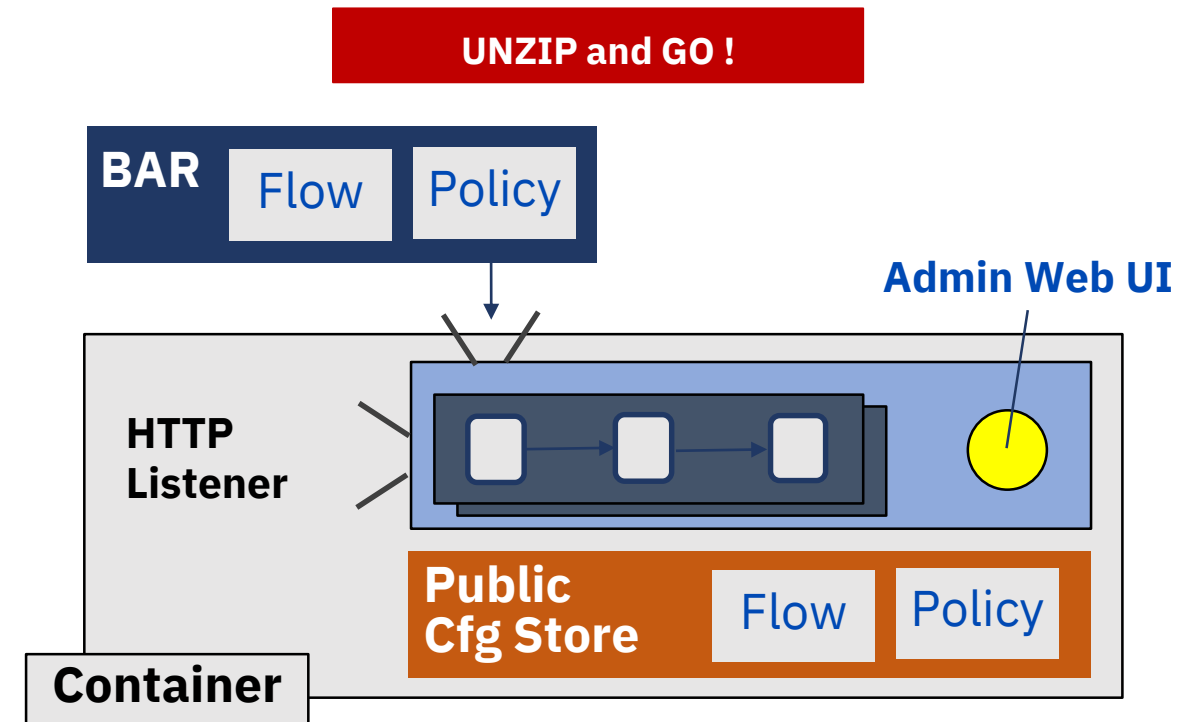 UNZIP and GO !
BAR
Flow
Policy
Admin Web UI
HTTP
Listener
Public
Cfg Store
Flow
Policy
Container